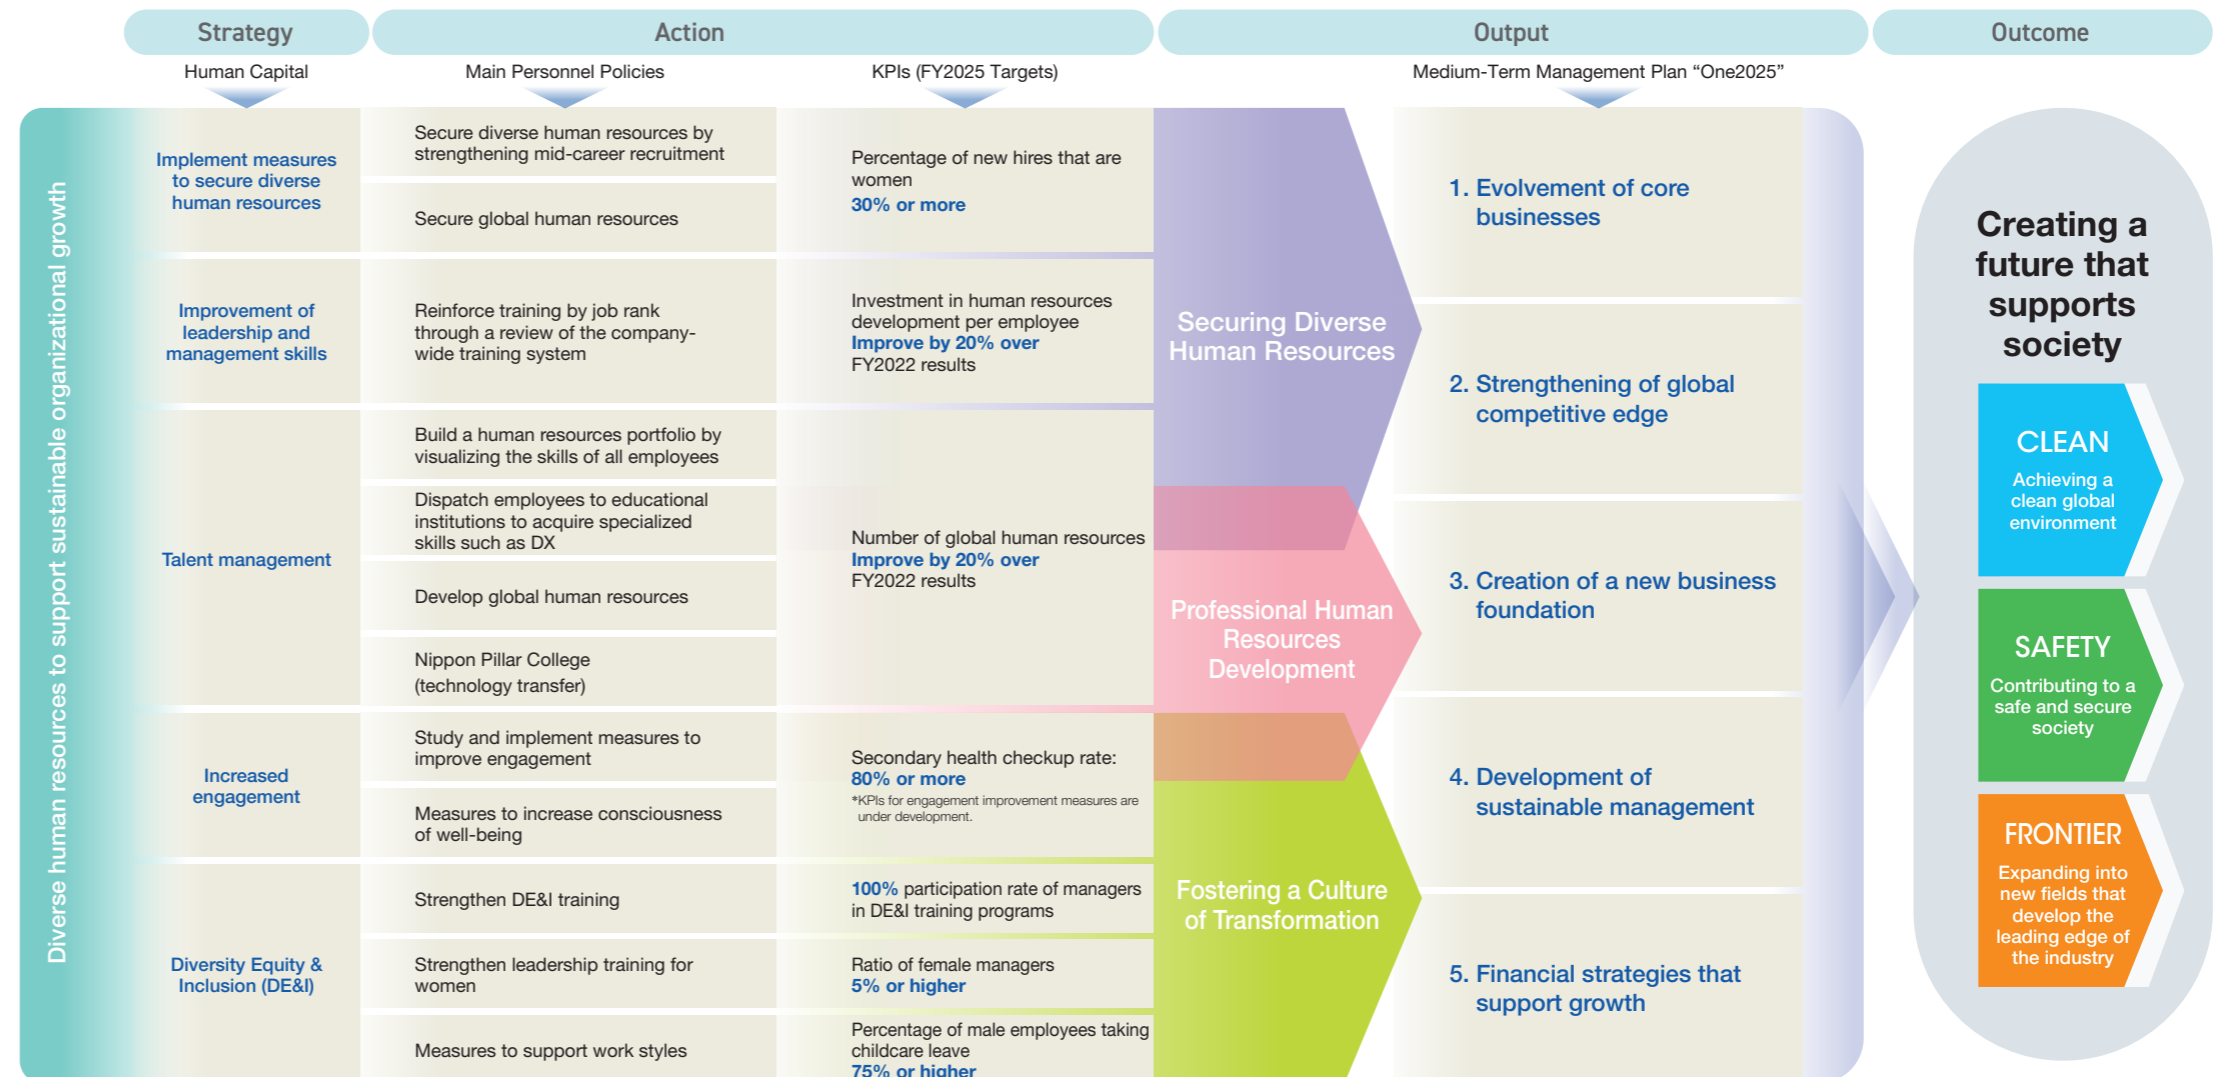 Strategy
Action
Output
Outcome
Human Capital
Main Personnel Policies
KPIs (FY2025 Targets)
Medium-Term Management Plan “One2025”
Diverse human resources to support sustainable organizational growth
Implement measures
to secure diverse
human resources
Secure diverse human resources by
strengthening mid-career recruitment
Secure global human resources
Percentage of new hires that are
women
30% or more
Improvement of
leadership and
management skills
Reinforce training by job rank
through a review of the company-
wide training system
Investment in human resources
development per employee
Improve by 20% over
FY2022 results
Talent management
Build a human resources portfolio by
visualizing the skills of all employees
Dispatch employees to educational
institutions to acquire specialized
skills such as DX
Develop global human resources
Nippon Pillar College
(technology transfer)
Number of global human resources
Improve by 20% over
FY2022 results
Increased
engagement
Study and implement measures to
improve engagement
Measures to increase consciousness
of well-being
Secondary health checkup rate:
80% or more
*KPIs for engagement improvement measures are
under development.
Diversity Equity &
Inclusion (DE&I)
Strengthen DE&I training
100% participation rate of managers
in DE&I training programs
Strengthen leadership training for
women
Ratio of female managers
5% or higher
Measures to support work styles
Percentage of male employees taking
childcare leave
75% or higher
Securing Diverse
Human Resources
Professional Human
Resources
Development
Fostering a Culture
of Transformation
1. Evolvement of core
businesses
2. Strengthening of global
competitive edge
3. Creation of a new business
foundation
4. Development of
sustainable management
5. Financial strategies that
support growth
Creating a
future that
supports
society
CLEAN
Achieving a
clean global
environment
SAFETY
Contributing to a
safe and secure
society
FRONTIER
Expanding into
new fields that
develop the
leading edge of
the industry